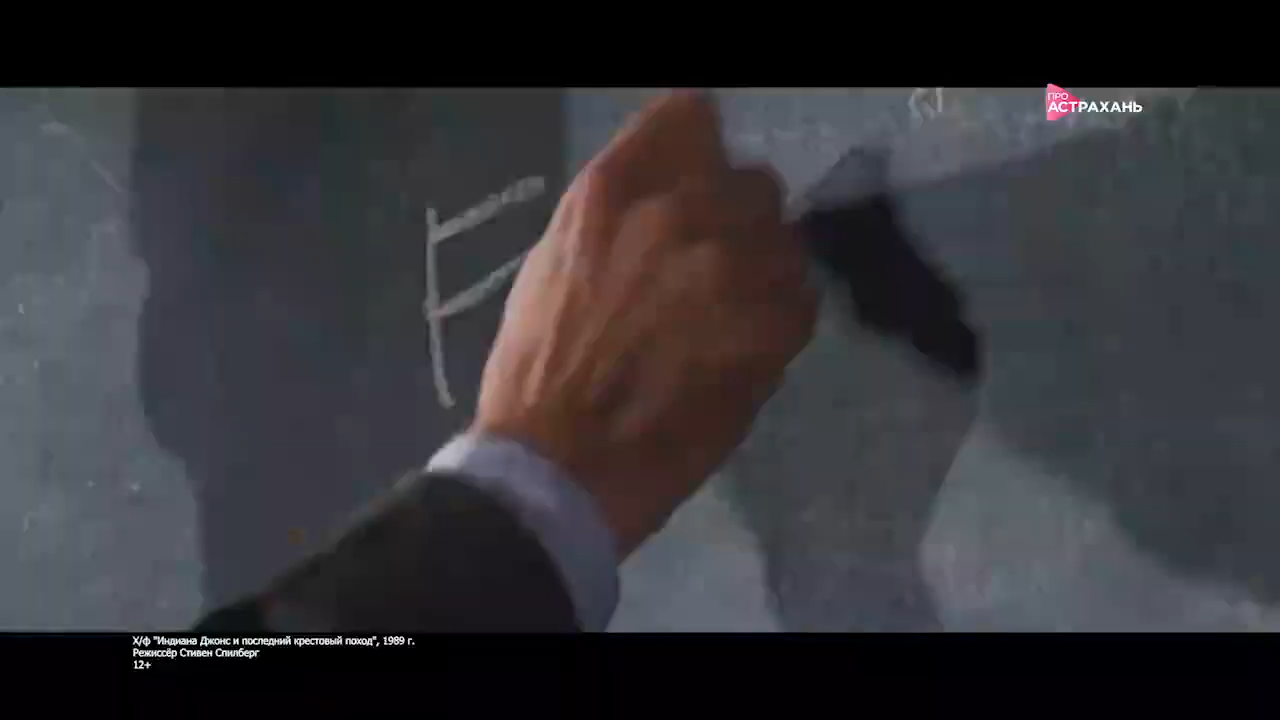 ПРО
АСТРАХАНЬ
F
Х/ф "Индиана Джонс и последний крестовый поход", 1989 г.
Режиссёр Стивен Спилберг
12+